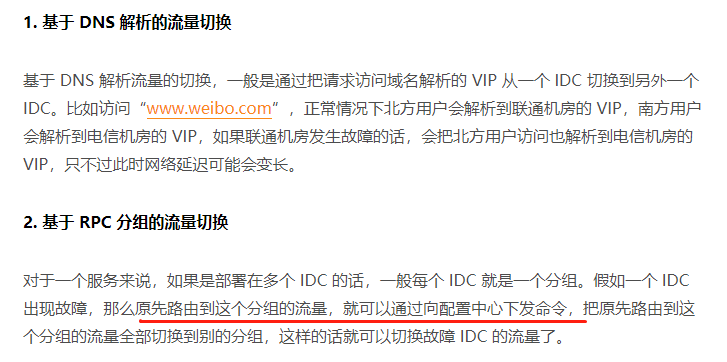 1. 基于 DNS 解析的流量切换
基于 DNS 解析流量的切换，一般是通过把请求访问域名解析的 VIP 从一个 IDC 切换到另外一个
IDC。比如访问“www.weibo.com”，正常情况下北方用户会解析到联通机房的 VIP，南方用户
会解析到电信机房的 VIP，如果联通机房发生故障的话，会把北方用户访问也解析到电信机房的
VIP，只不过此时网络延迟可能会变长。
2. 基于 RPC 分组的流量切换
对于一个服务来说，如果是部署在多个 IDC 的话，一般每个 IDC 就是一个分组。假如一个 IDC
出现故障，那么原先路由到这个分组的流量，就可以通过向配置中心下发命令，把原先路由到这
个分组的流量全部切换到别的分组，这样的话就可以切换故障 IDC 的流量了。